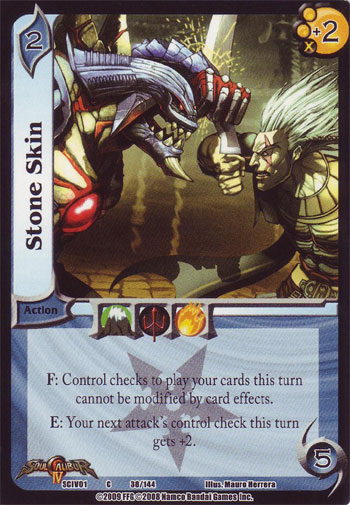 2
+2
X
Stone Skin
Action
F: Control checks to play your cards this turn
cannot be modified by card effects.
E: Your next attack's control check this turn
gets +2.
5
SOULCALIBUR
IV
SCIV01 C 38/144 Illus. Mauro Herrera
©2009 FFG ©2008 Namco Bandai Games Inc.